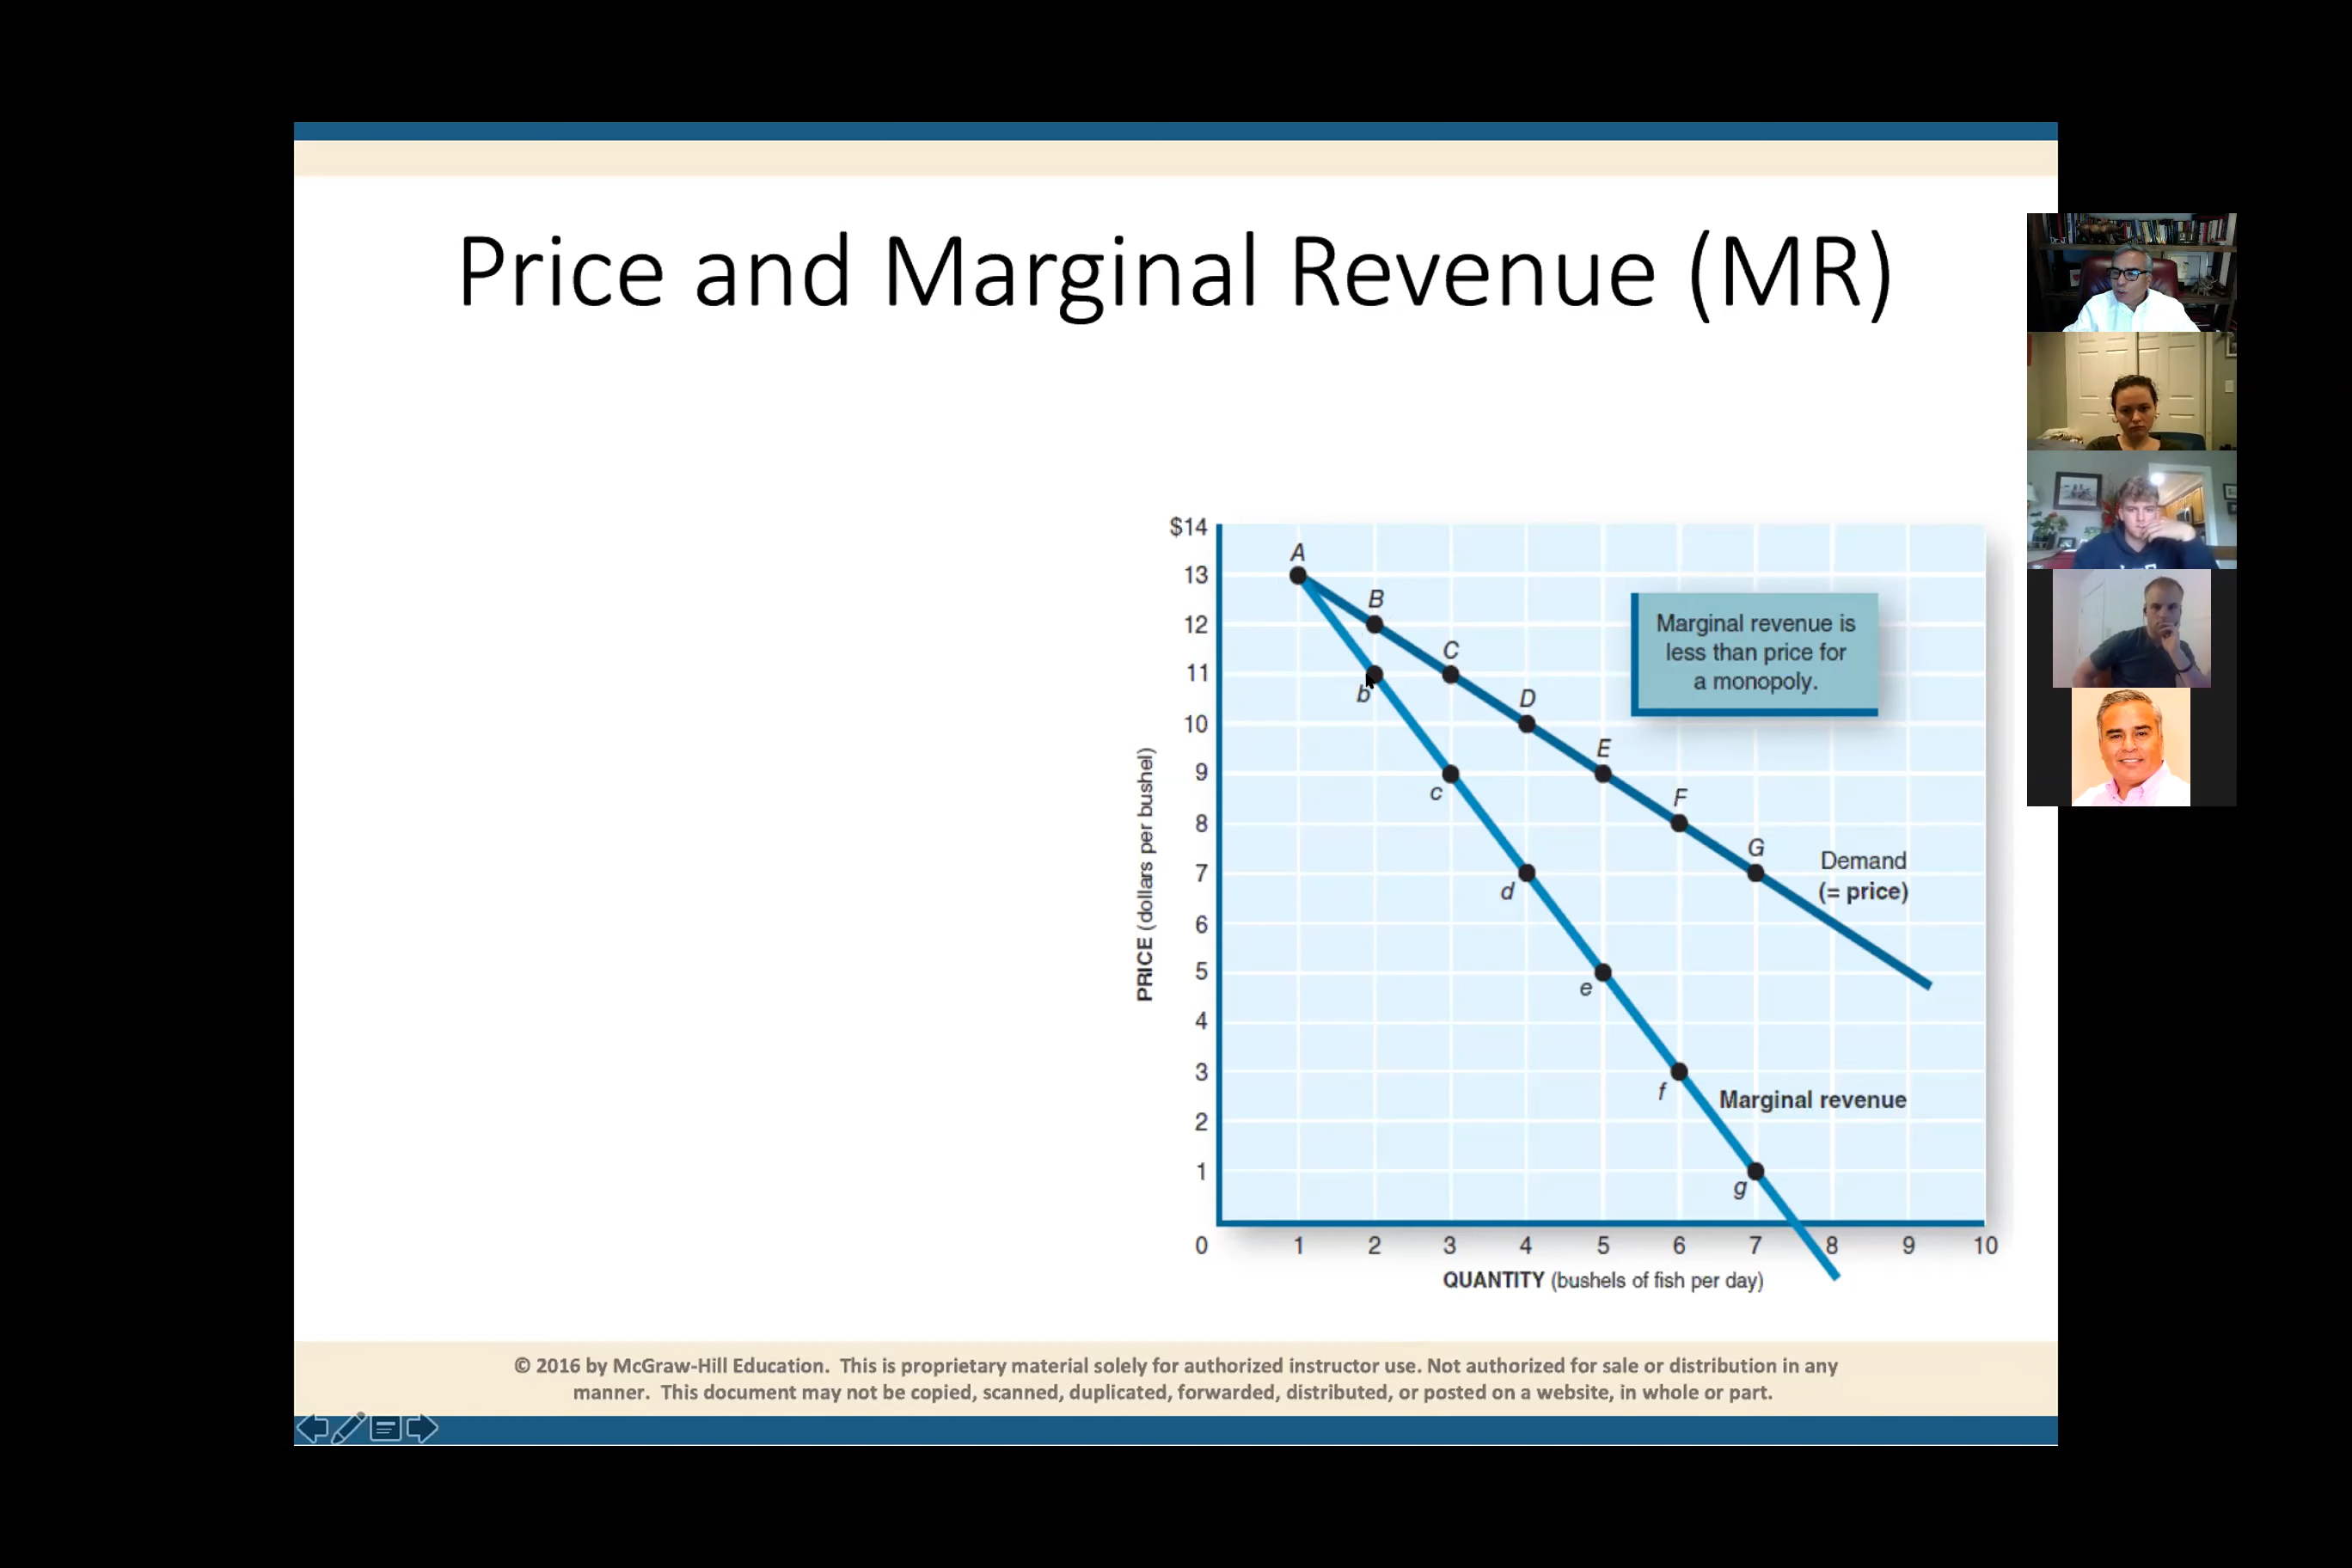 Price and Marginal Revenue (MR)
$14
13
12
11
10
9
8
7
6
5
4
3
2
1
0
1 2 3 4 5 6 7 8 9 10
PRICE (dollars per bushel)
QUANTITY (bushels of fish per day)
A
B
C
D
E
F
G
b
c
d
e
f
g
Marginal revenue is
less than price for
a monopoly.
Demand
(= price)
Marginal revenue
© 2016 by McGraw-Hill Education. This is proprietary material solely for authorized instructor use. Not authorized for sale or distribution in any
manner. This document may not be copied, scanned, duplicated, forwarded, distributed, or posted on a website, in whole or part.